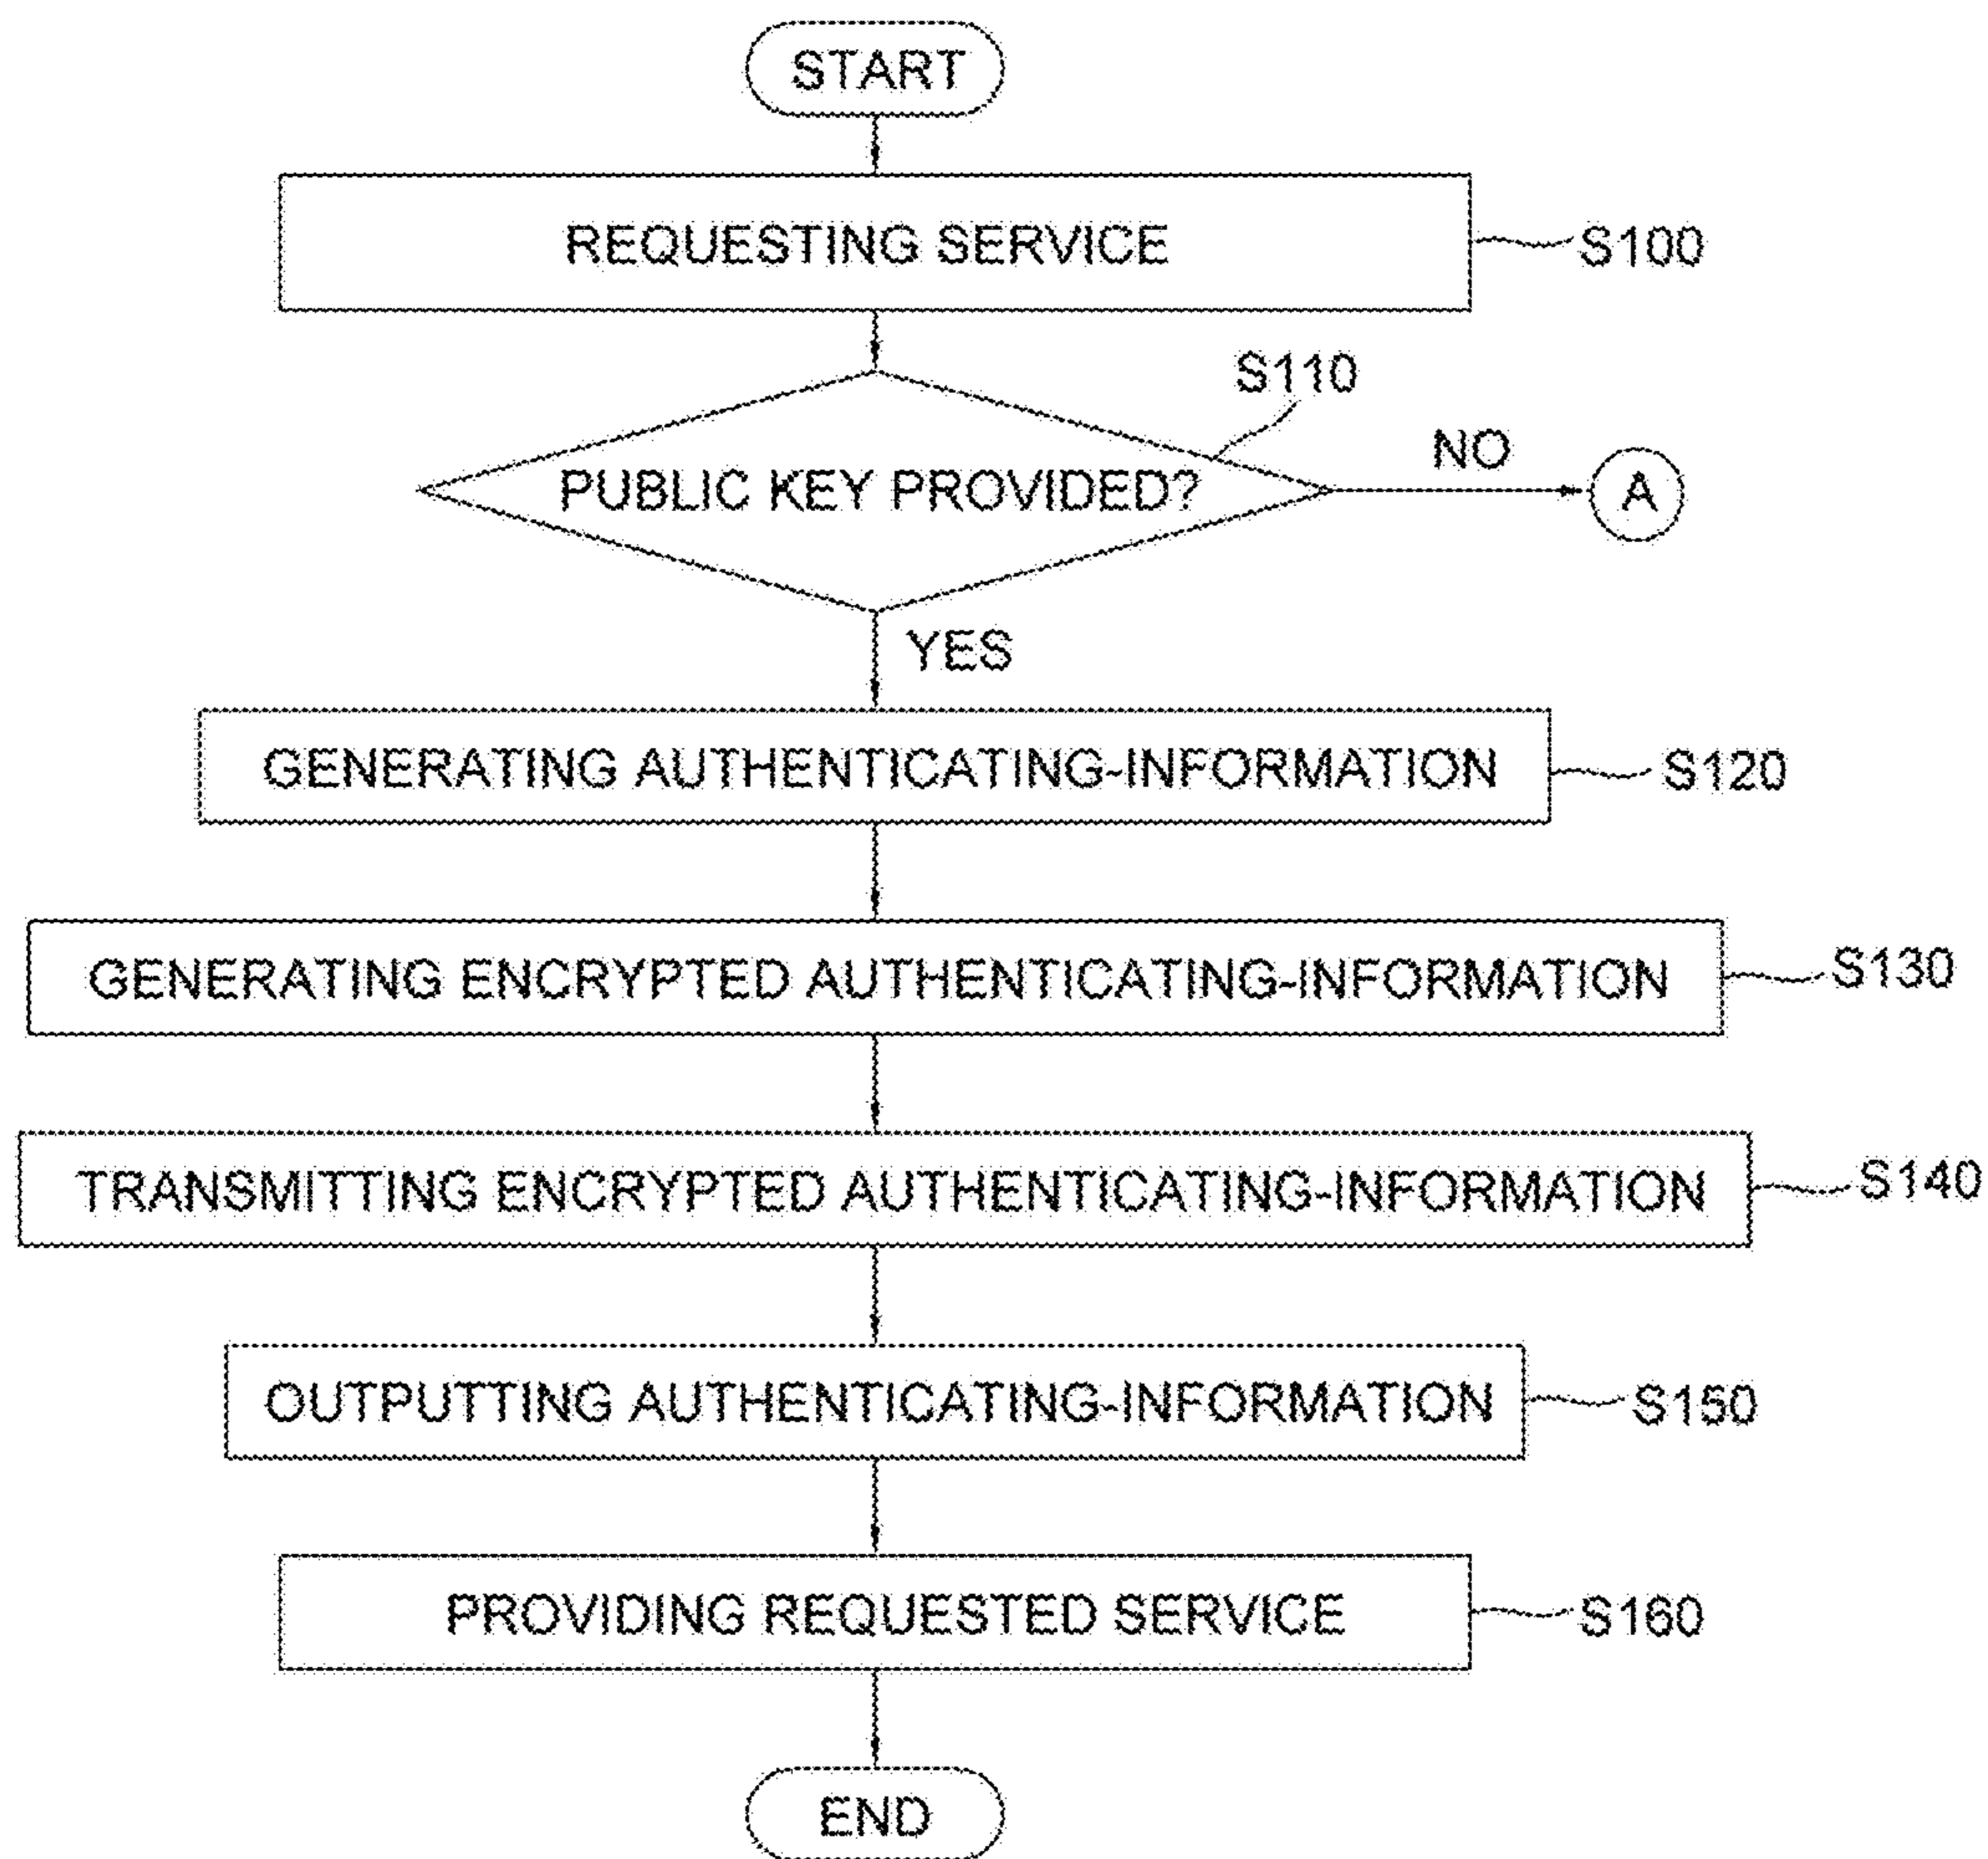 START
REQUESTING SERVICE
S100
S110
PUBLIC KEY PROVIDED?
NO
A
YES
GENERATING AUTHENTICATING-INFORMATION
S120
GENERATING ENCRYPTED AUTHENTICATING-INFORMATION
S130
TRANSMITTING ENCRYPTED AUTHENTICATING-INFORMATION
S140
OUTPUTTING AUTHENTICATING-INFORMATION
S150
PROVIDING REQUESTED SERVICE
S160
END